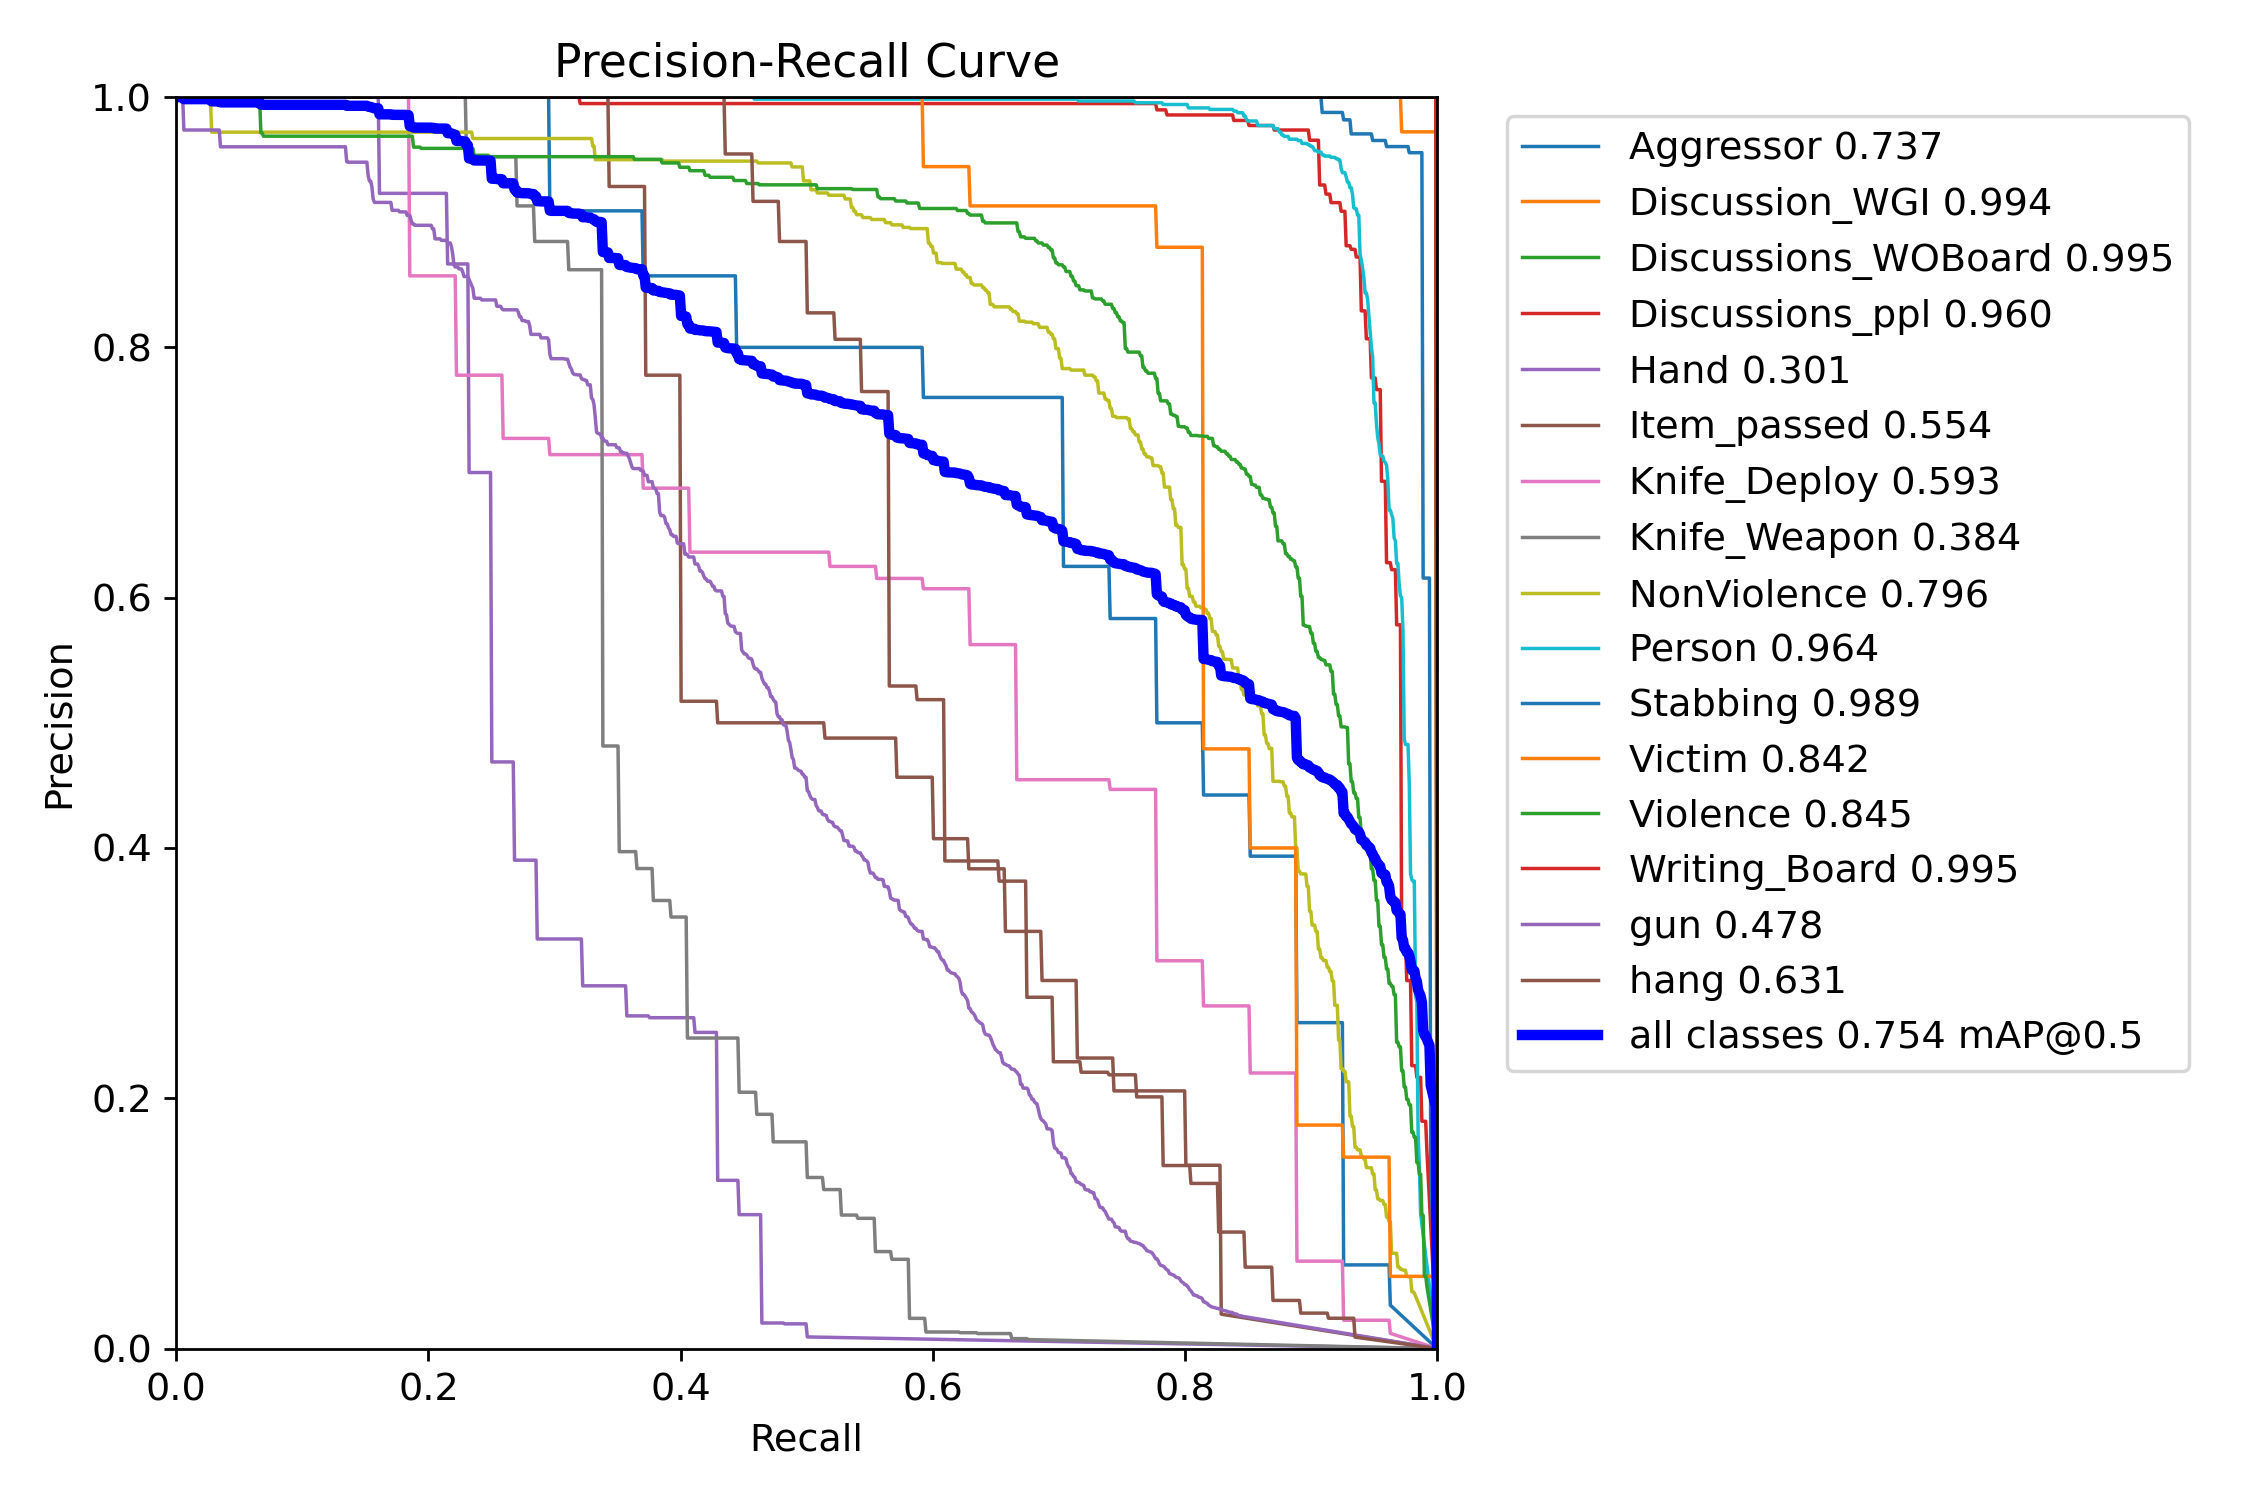 Precision-Recall Curve
1.0
0.8
0.6
0.4
0.2
0.0
Precision
0.0 0.2 0.4 0.6 0.8 1.0
Recall
Aggressor 0.737
Discussion_WGI 0.994
Discussions_WOBoard 0.995
Discussions_ppl 0.960
Hand 0.301
Item_passed 0.554
Knife_Deploy 0.593
Knife_Weapon 0.384
NonViolence 0.796
Person 0.964
Stabbing 0.989
Victim 0.842
Violence 0.845
Writing_Board 0.995
gun 0.478
hang 0.631
all classes 0.754 mAP@0.5